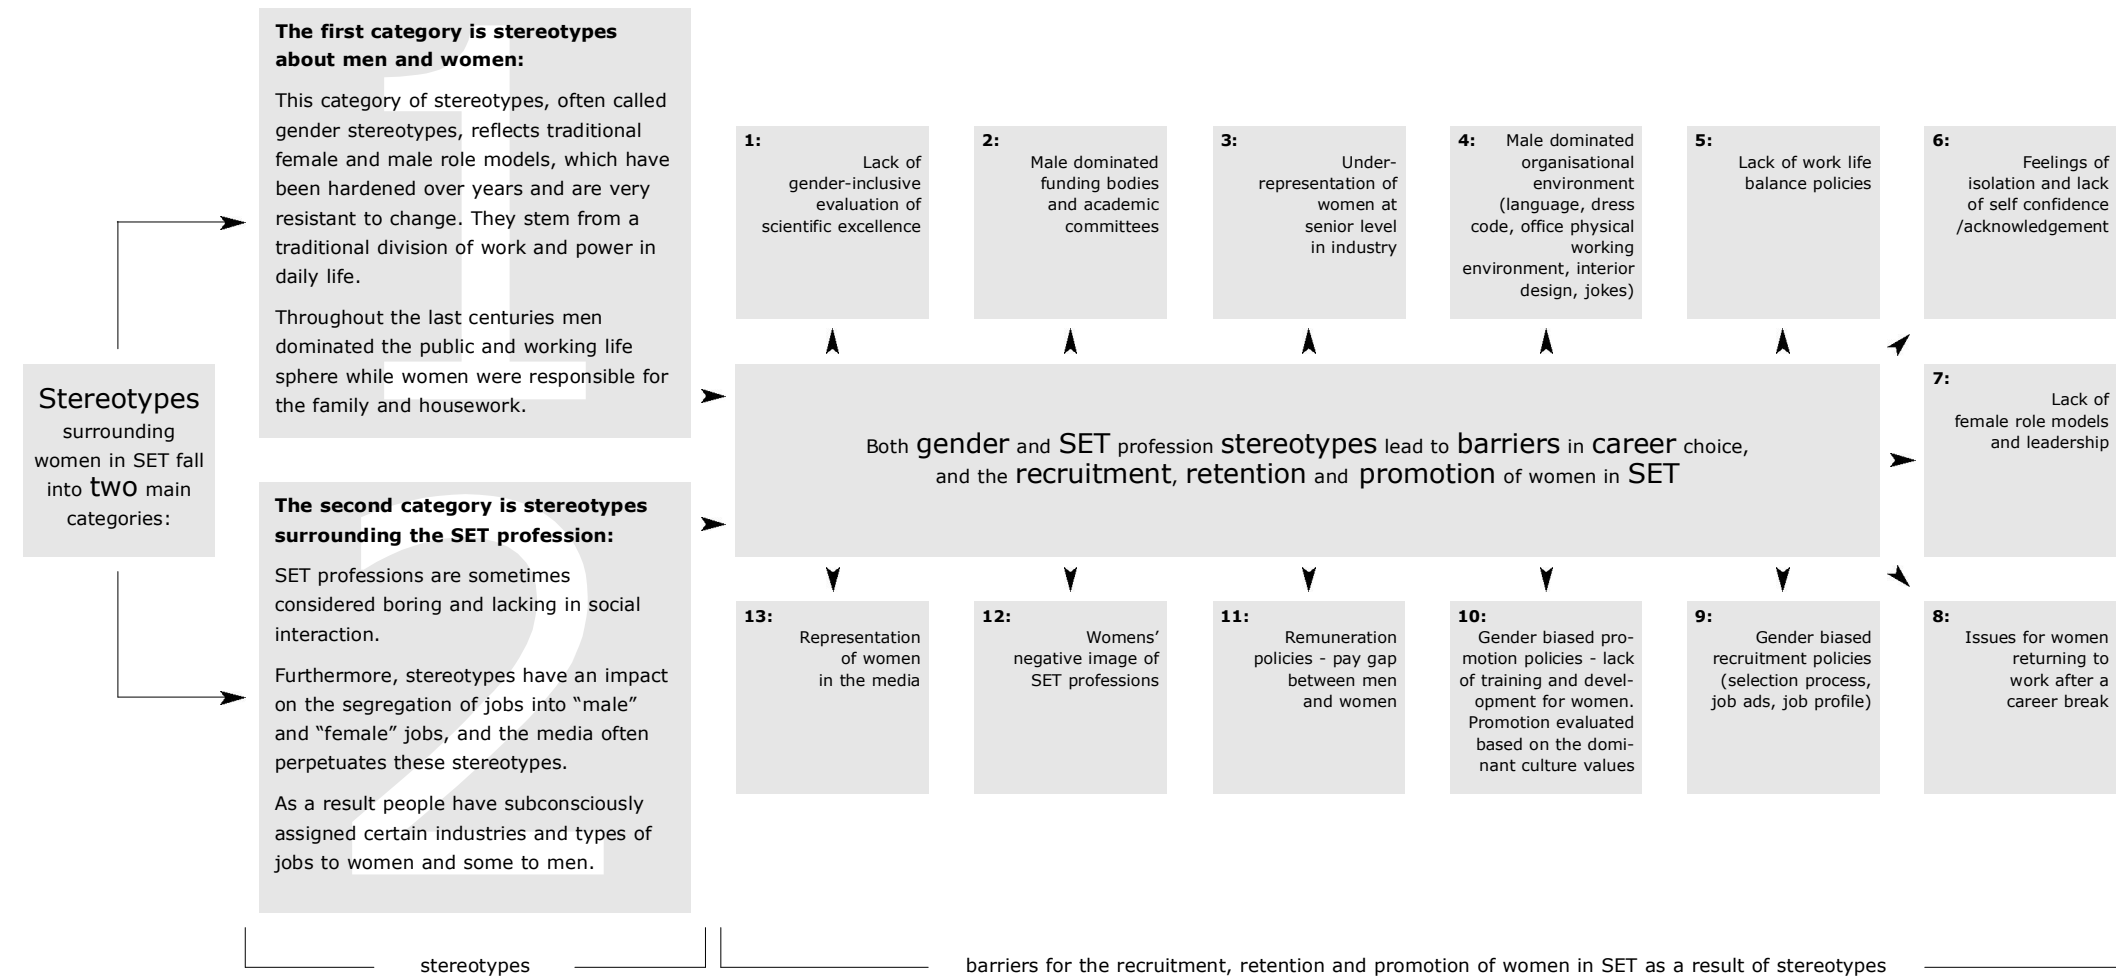 Stereotypes
surrounding
women in SET fall
into two main
categories:
1
The first category is stereotypes
about men and women:
This category of stereotypes, often called
gender stereotypes, reflects traditional
female and male role models, which have
been hardened over years and are very
resistant to change. They stem from a
traditional division of work and power in
daily life.
Throughout the last centuries men
dominated the public and working life
sphere while women were responsible for
the family and housework.
2
The second category is stereotypes
surrounding the SET profession:
SET professions are sometimes
considered boring and lacking in social
interaction.
Furthermore, stereotypes have an impact
on the segregation of jobs into “male”
and “female” jobs, and the media often
perpetuates these stereotypes.
As a result people have subconsciously
assigned certain industries and types of
jobs to women and some to men.
Both gender and SET profession stereotypes lead to barriers in career choice,
and the recruitment, retention and promotion of women in SET
1:
Lack of
gender-inclusive
evaluation of
scientific excellence
2:
Male dominated
funding bodies
and academic
committees
3:
Under-
representation of
women at
senior level
in industry
4: Male dominated
organisational
environment
(language, dress
code, office physical
working
environment, interior
design, jokes)
5:
Lack of work life
balance policies
6:
Feelings of
isolation and lack
of self confidence
/acknowledgement
7:
Lack of
female role models
and leadership
8:
Issues for women
returning to
work after a
career break
9:
Gender biased
recruitment policies
(selection process,
job ads, job profile)
10:
Gender biased pro-
motion policies - lack
of training and devel-
opment for women.
Promotion evaluated
based on the domi-
nant culture values
11:
Remuneration
policies - pay gap
between men
and women
12:
Womens’
negative image of
SET professions
13:
Representation
of women
in the media
stereotypes
barriers for the recruitment, retention and promotion of women in SET as a result of stereotypes